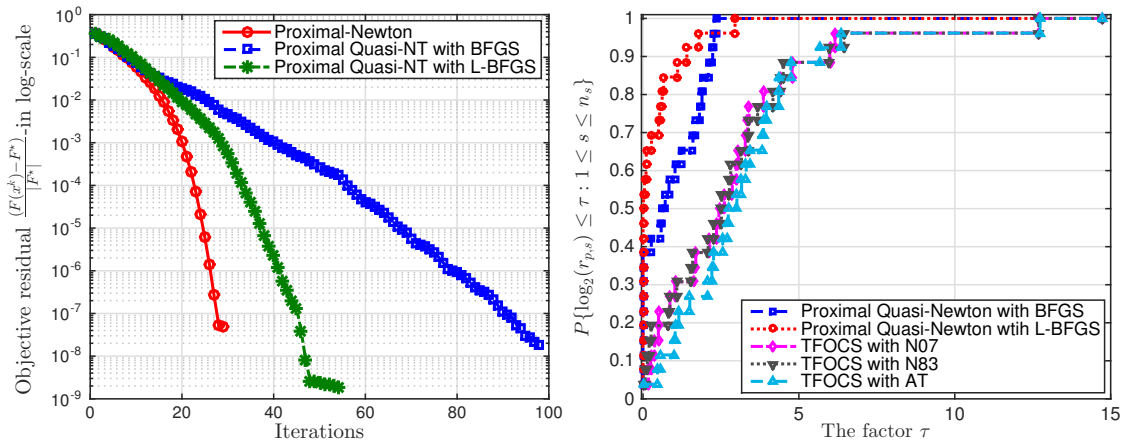 10^0
10^-1
10^-2
10^-3
10^-4
10^-5
10^-6
10^-7
10^-8
10^-9
0 20 40 60 80 100
Iterations
Objective residual (F(x^k)−F^⋆)/|F^⋆| -in log-scale
Proximal-Newton
Proximal Quasi-NT with BFGS
Proximal Quasi-NT with L-BFGS
1
0.9
0.8
0.7
0.6
0.5
0.4
0.3
0.2
0.1
0
0 5 10 15
The factor τ
P{log_2(r_{p,s}) ≤ τ : 1 ≤ s ≤ n_s}
Proximal Quasi-Newton with BFGS
Proximal Quasi-Newton with L-BFGS
TFOCS with N07
TFOCS with N83
TFOCS with AT